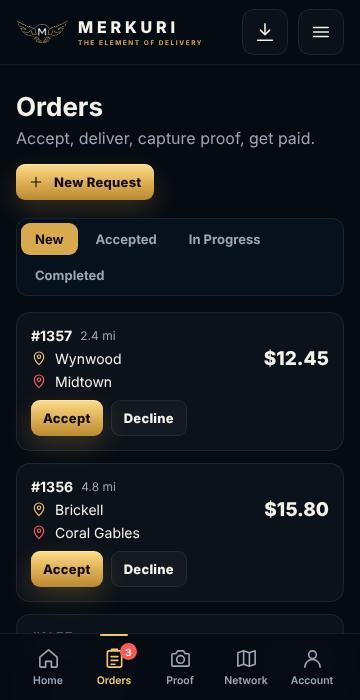 M
MERKURI
THE ELEMENT OF DELIVERY
Orders
Accept, deliver, capture proof, get paid.
+ New Request
New Accepted In Progress
Completed
#1357 2.4 mi
Wynwood
$12.45
Midtown
Accept Decline
#1356 4.8 mi
Brickell
$15.80
Coral Gables
Accept Decline
3
Home Orders Proof Network Account